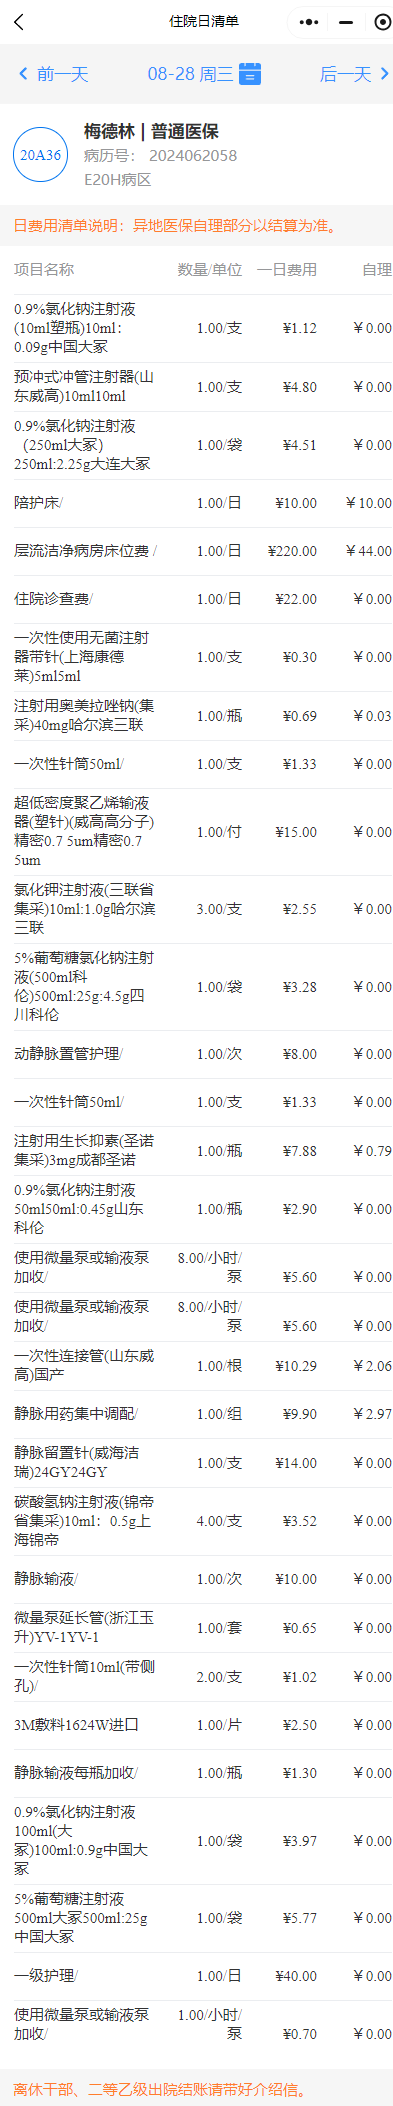 住院日清单
前一天 08-28 周三 后一天
20A36
梅德林 | 普通医保
病历号： 2024062058
E20H病区
日费用清单说明：异地医保自理部分以结算为准。
项目名称 数量/单位 一日费用 自理
0.9%氯化钠注射液
(10ml塑瓶)10ml： 1.00/支 ¥1.12 ￥0.00
0.09g中国大冢
预冲式冲管注射器(山
东威高)10ml10ml 1.00/支 ¥4.80 ￥0.00
0.9%氯化钠注射液
（250ml大冢） 1.00/袋 ¥4.51 ￥0.00
250ml:2.25g大连大冢
陪护床/ 1.00/日 ¥10.00 ￥10.00
层流洁净病房床位费 / 1.00/日 ¥220.00 ￥44.00
住院诊查费/ 1.00/日 ¥22.00 ￥0.00
一次性使用无菌注射
器带针(上海康德 1.00/支 ¥0.30 ￥0.00
莱)5ml5ml
注射用奥美拉唑钠(集
采)40mg哈尔滨三联 1.00/瓶 ¥0.69 ￥0.03
一次性针筒50ml/ 1.00/支 ¥1.33 ￥0.00
超低密度聚乙烯输液
器(塑针)(威高高分子)
精密0.7 5um精密0.7 1.00/付 ¥15.00 ￥0.00
5um
氯化钾注射液(三联省
集采)10ml:1.0g哈尔滨 3.00/支 ¥2.55 ￥0.00
三联
5%葡萄糖氯化钠注射
液(500ml科
伦)500ml:25g:4.5g四 1.00/袋 ¥3.28 ￥0.00
川科伦
动静脉置管护理/ 1.00/次 ¥8.00 ￥0.00
一次性针筒50ml/ 1.00/支 ¥1.33 ￥0.00
注射用生长抑素(圣诺
集采)3mg成都圣诺 1.00/瓶 ¥7.88 ￥0.79
0.9%氯化钠注射液
50ml50ml:0.45g山东 1.00/瓶 ¥2.90 ￥0.00
科伦
使用微量泵或输液泵 8.00/小时/
加收/ 泵 ¥5.60 ￥0.00
使用微量泵或输液泵 8.00/小时/
加收/ 泵 ¥5.60 ￥0.00
一次性连接管(山东威
高)国产 1.00/根 ¥10.29 ￥2.06
静脉用药集中调配/ 1.00/组 ¥9.90 ￥2.97
静脉留置针(威海洁
瑞)24GY24GY 1.00/支 ¥14.00 ￥0.00
碳酸氢钠注射液(锦帝
省集采)10ml：0.5g上 4.00/支 ¥3.52 ￥0.00
海锦帝
静脉输液/ 1.00/次 ¥10.00 ￥0.00
微量泵延长管(浙江玉
升)YV-1YV-1 1.00/套 ¥0.65 ￥0.00
一次性针筒10ml(带侧
孔)/ 2.00/支 ¥1.02 ￥0.00
3M敷料1624W进口 1.00/片 ¥2.50 ￥0.00
静脉输液每瓶加收/ 1.00/瓶 ¥1.30 ￥0.00
0.9%氯化钠注射液
100ml(大
冢)100ml:0.9g中国大 1.00/袋 ¥3.97 ￥0.00
冢
5%葡萄糖注射液
500ml大冢500ml:25g 1.00/袋 ¥5.77 ￥0.00
中国大冢
一级护理/ 1.00/日 ¥40.00 ￥0.00
使用微量泵或输液泵 1.00/小时/
加收/ 泵 ¥0.70 ￥0.00
离休干部、二等乙级出院结账请带好介绍信。